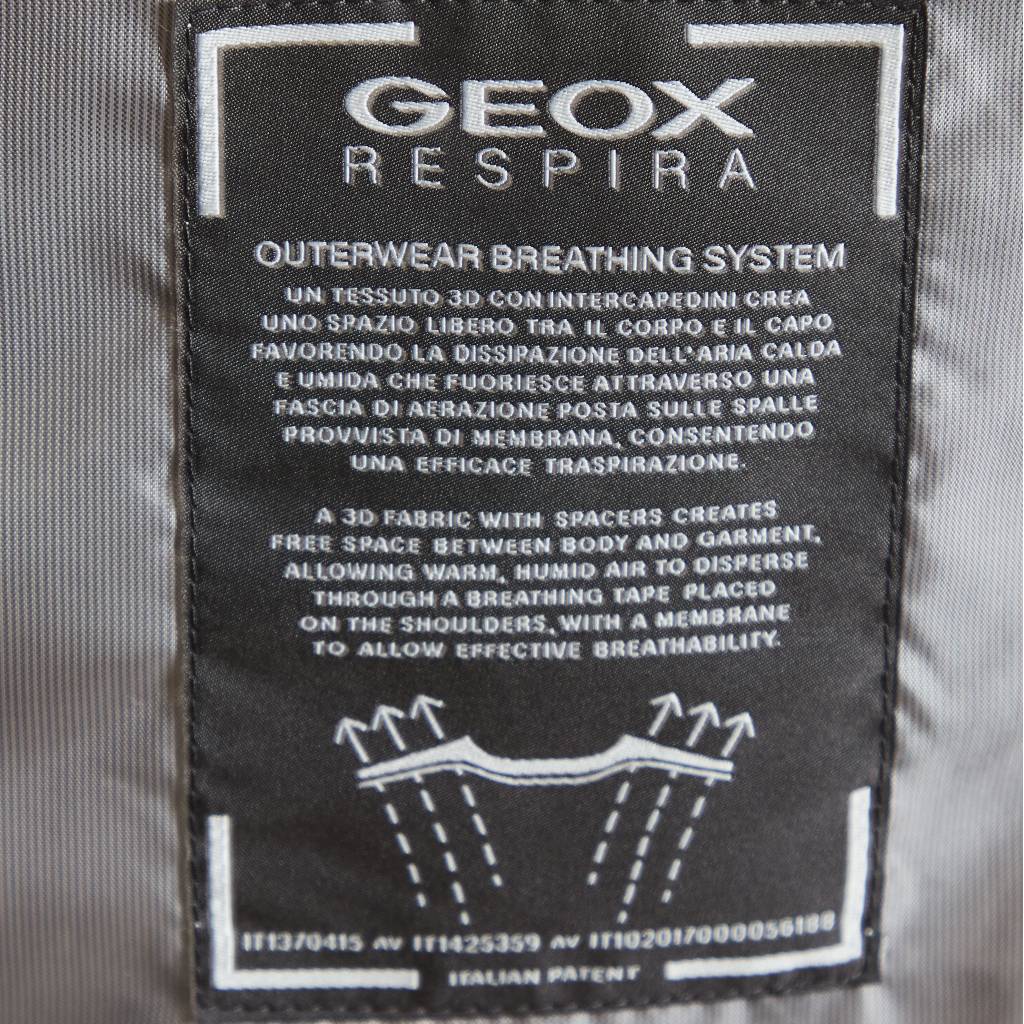 GEOX
RESPIRA
OUTERWEAR BREATHING SYSTEM
UN TESSUTO 3D CON INTERCAPEDINI CREA
UNO SPAZIO LIBERO TRA IL CORPO E IL CAPO
FAVORENDO LA DISSIPAZIONE DELL'ARIA CALDA
E UMIDA CHE FUORIESCE ATTRAVERSO UNA
FASCIA DI AERAZIONE POSTA SULLE SPALLE
PROVVISTA DI MEMBRANA, CONSENTENDO
UNA EFFICACE TRASPIRAZIONE.
A 3D FABRIC WITH SPACERS CREATES
FREE SPACE BETWEEN BODY AND GARMENT,
ALLOWING WARM, HUMID AIR TO DISPERSE
THROUGH A BREATHING TAPE PLACED
ON THE SHOULDERS, WITH A MEMBRANE
TO ALLOW EFFECTIVE BREATHABILITY.
IT1370415 AV IT1425359 AV IT102017000056188
ITALIAN PATENT